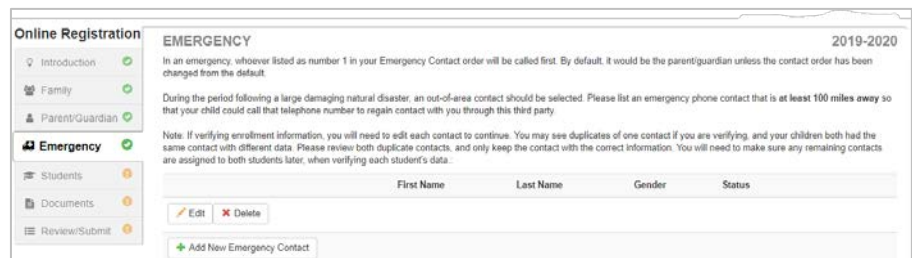 Online Registration
Introduction
Family
Parent/Guardian
Emergency
Students
Documents
Review/Submit
EMERGENCY 2019-2020
In an emergency, whoever listed as number 1 in your Emergency Contact order will be called first. By default, it would be the parent/guardian unless the contact order has been
changed from the default.
During the period following a large damaging natural disaster, an out-of-area contact should be selected. Please list an emergency phone contact that is at least 100 miles away so
that your child could call that telephone number to regain contact with you through this third party.
Note: If verifying enrollment information, you will need to edit each contact to continue. You may see duplicates of one contact if you are verifying, and your children both had the
same contact with different data. Please review both duplicate contacts, and only keep the contact with the correct information. You will need to make sure any remaining contacts
are assigned to both students later, when verifying each student's data.:
First Name Last Name Gender Status
Edit Delete
Add New Emergency Contact